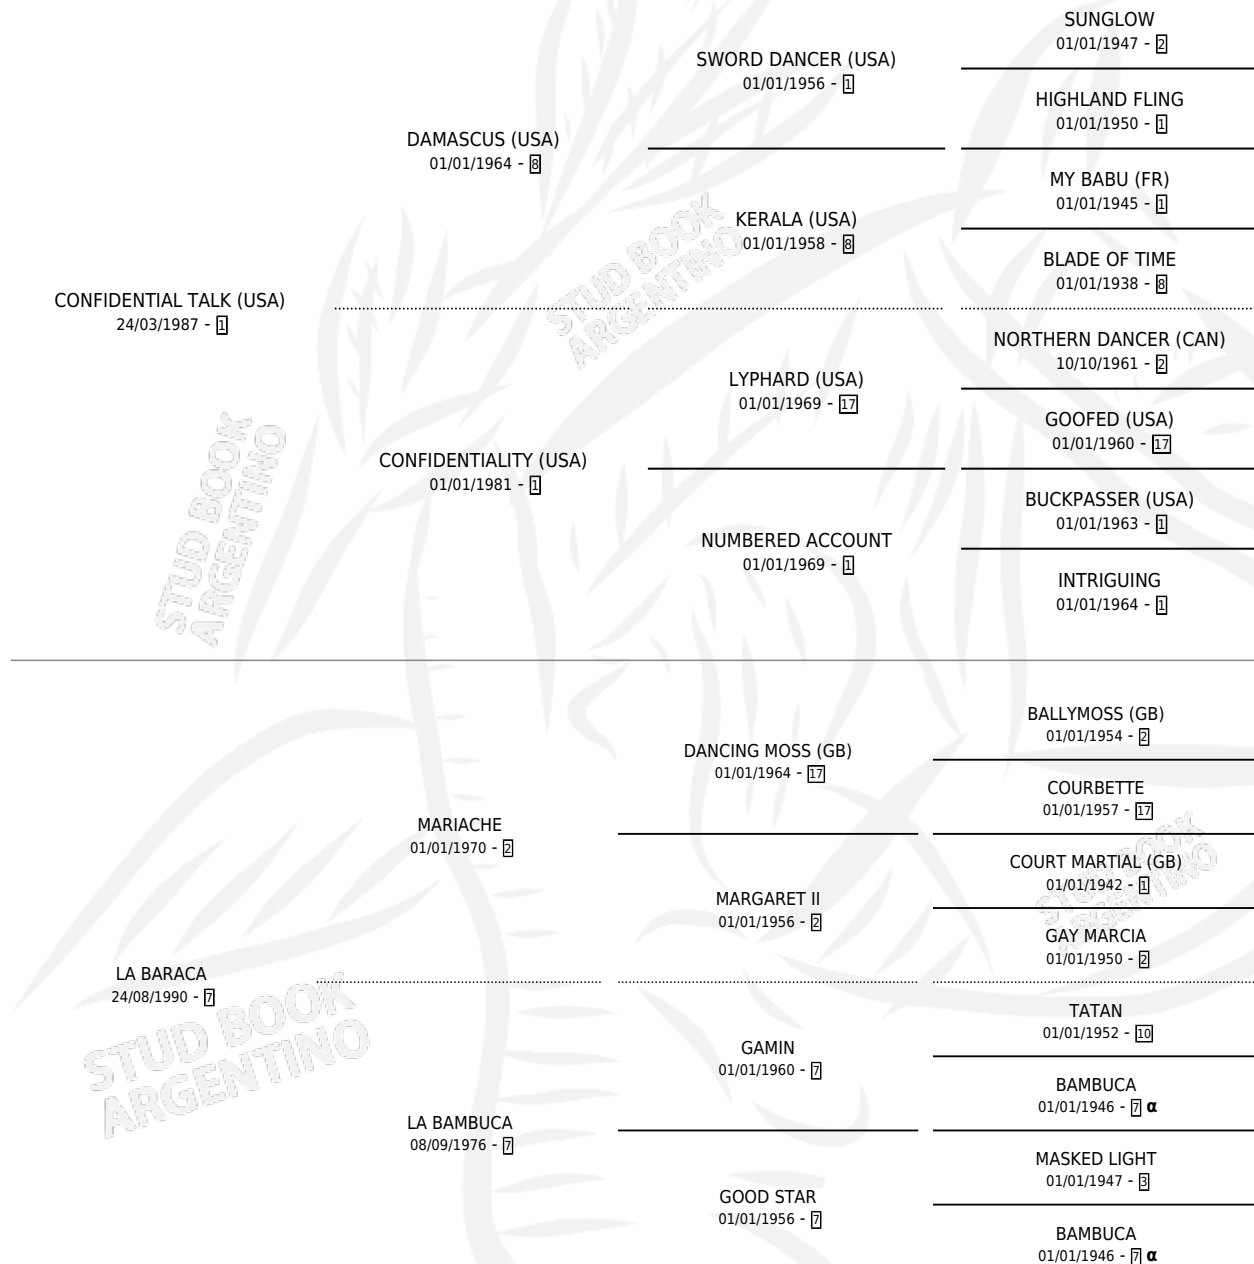 SUNGLOW
01/01/1947 - 2
SWORD DANCER (USA)
01/01/1956 - 1
HIGHLAND FLING
01/01/1950 - 1
DAMASCUS (USA)
01/01/1964 - 8
MY BABU (FR)
01/01/1945 - 1
KERALA (USA)
01/01/1958 - 8
BLADE OF TIME
01/01/1938 - 8
CONFIDENTIAL TALK (USA)
24/03/1987 - 1
STUD BOOK
ARGENTINO
NORTHERN DANCER (CAN)
10/10/1961 - 2
LYPHARD (USA)
01/01/1969 - 17
GOOFED (USA)
01/01/1960 - 17
CONFIDENTIALITY (USA)
01/01/1981 - 1
BUCKPASSER (USA)
01/01/1963 - 1
NUMBERED ACCOUNT
01/01/1969 - 1
INTRIGUING
01/01/1964 - 1
STUD BOOK
ARGENTINO
BALLYMOSS (GB)
01/01/1954 - 2
DANCING MOSS (GB)
01/01/1964 - 17
COURBETTE
01/01/1957 - 17
MARIACHE
01/01/1970 - 2
COURT MARTIAL (GB)
01/01/1942 - 1
STUD BOOK
ARGENTINO
MARGARET II
01/01/1956 - 2
GAY MARCIA
01/01/1950 - 2
LA BARACA
24/08/1990 - 7
STUD BOOK
ARGENTINO
TATAN
01/01/1952 - 10
GAMIN
01/01/1960 - 7
BAMBUCA
01/01/1946 - 7 α
LA BAMBUCA
08/09/1976 - 7
MASKED LIGHT
01/01/1947 - 3
GOOD STAR
01/01/1956 - 7
BAMBUCA
01/01/1946 - 7 α